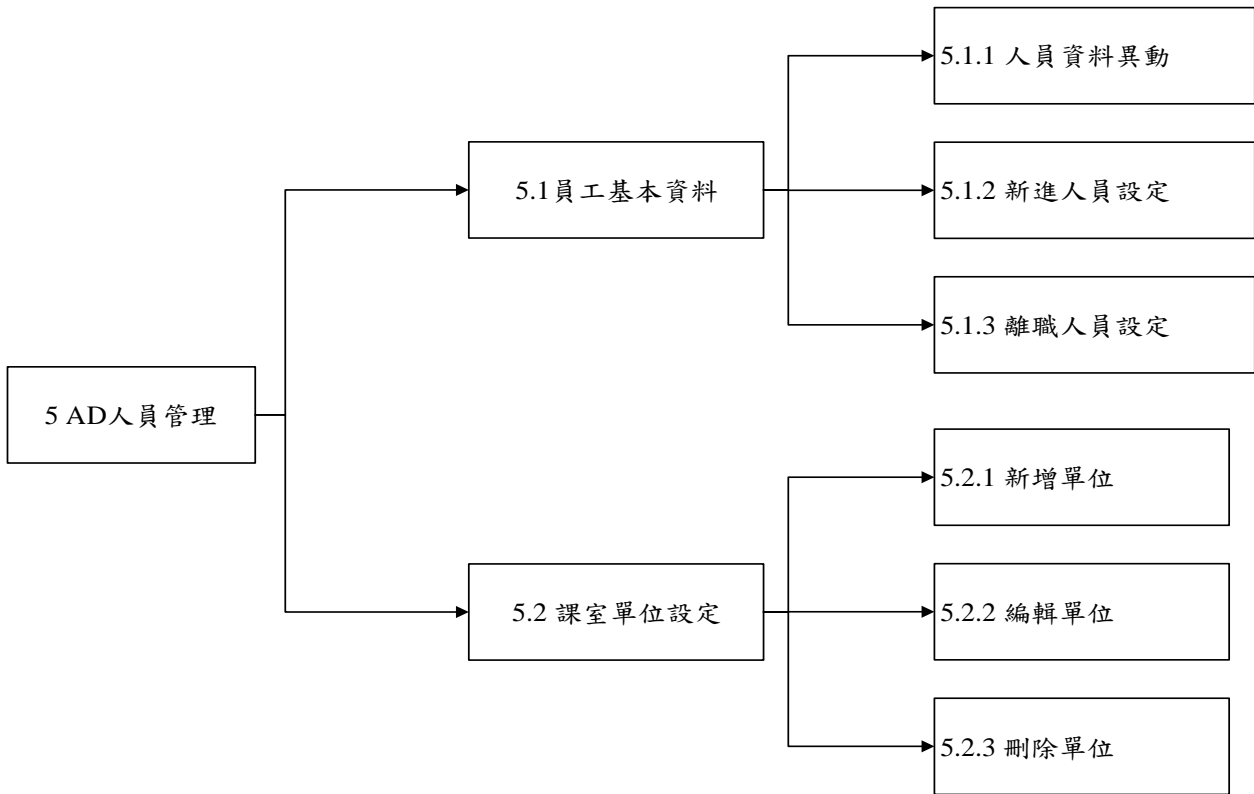 5.1.1 人員資料異動
5.1員工基本資料
5.1.2 新進人員設定
5.1.3 離職人員設定
5 AD人員管理
5.2.1 新增單位
5.2 課室單位設定
5.2.2 編輯單位
5.2.3 刪除單位